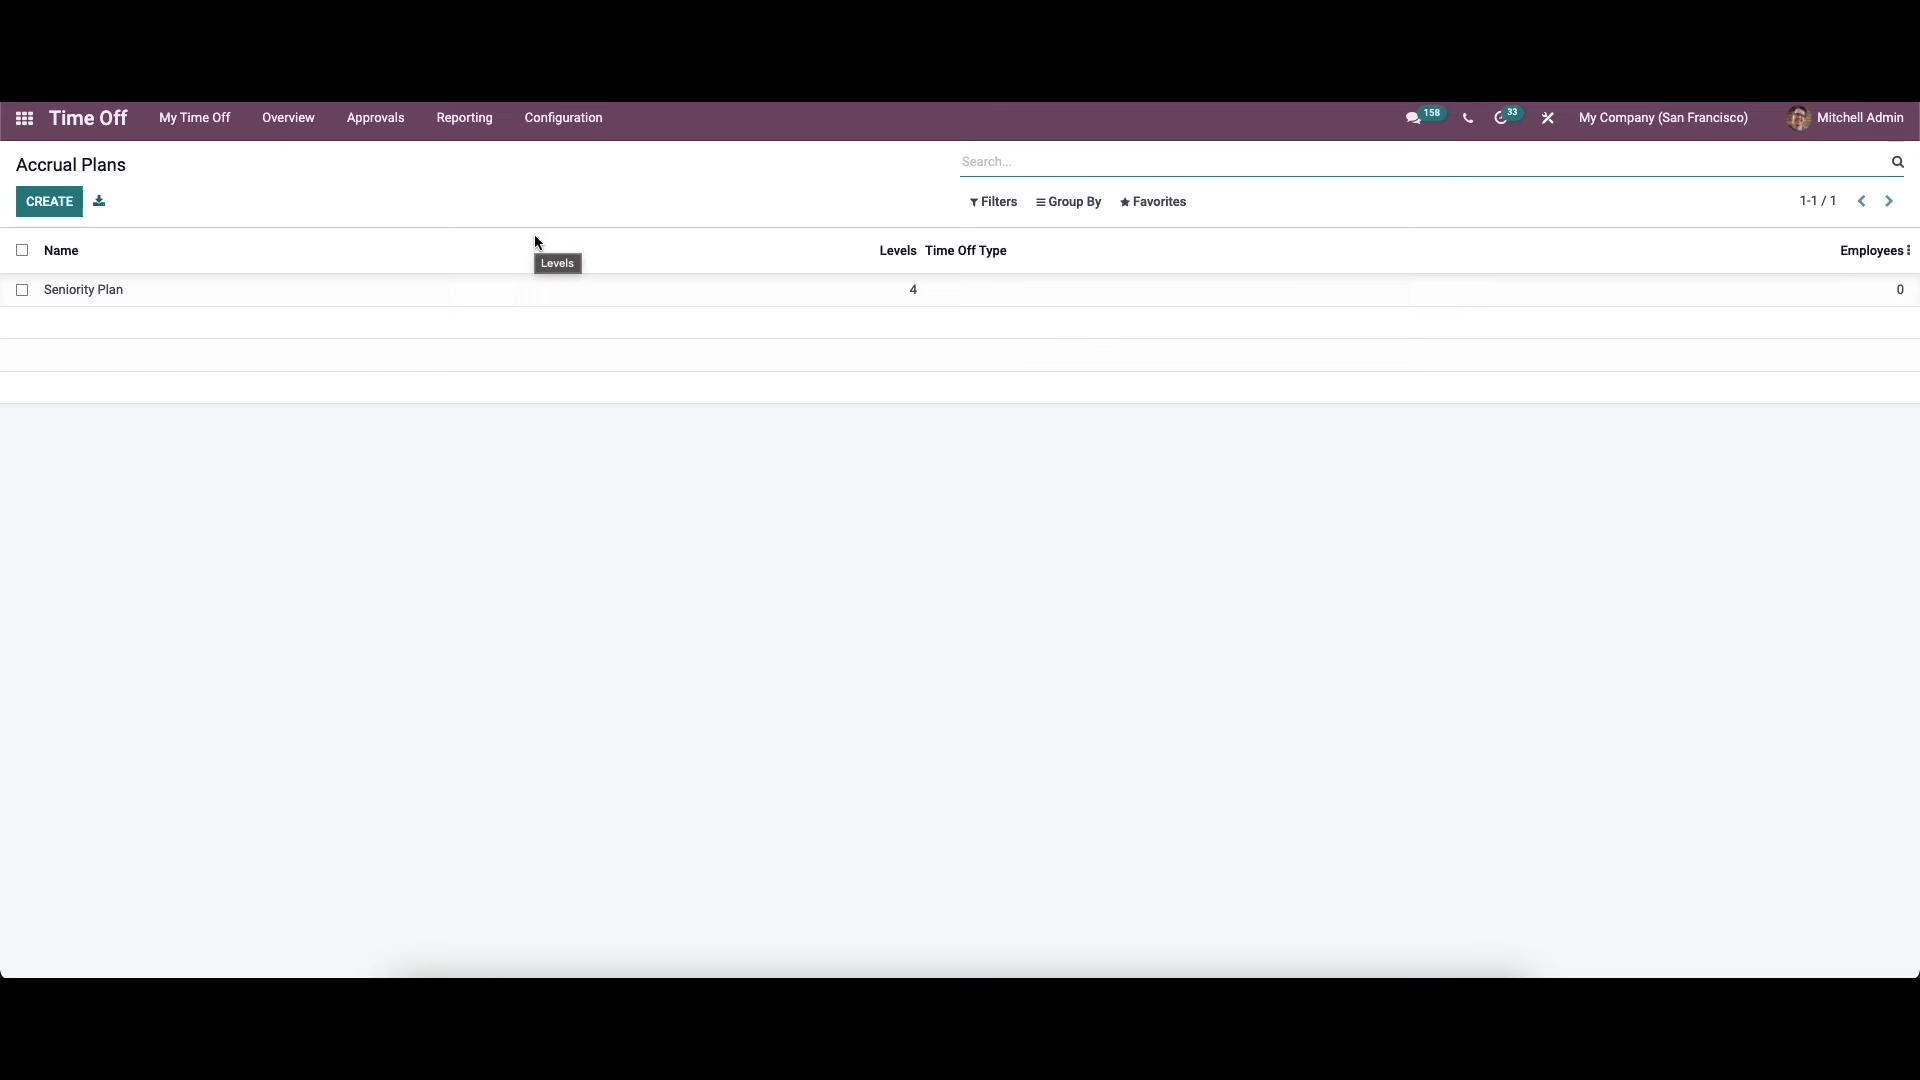 Time Off My Time Off Overview Approvals Reporting Configuration 158 33 My Company (San Francisco) Mitchell Admin
Accrual Plans Search...
CREATE Filters Group By Favorites 1-1 / 1
Name Levels Time Off Type Employees
Levels
Seniority Plan 4 0